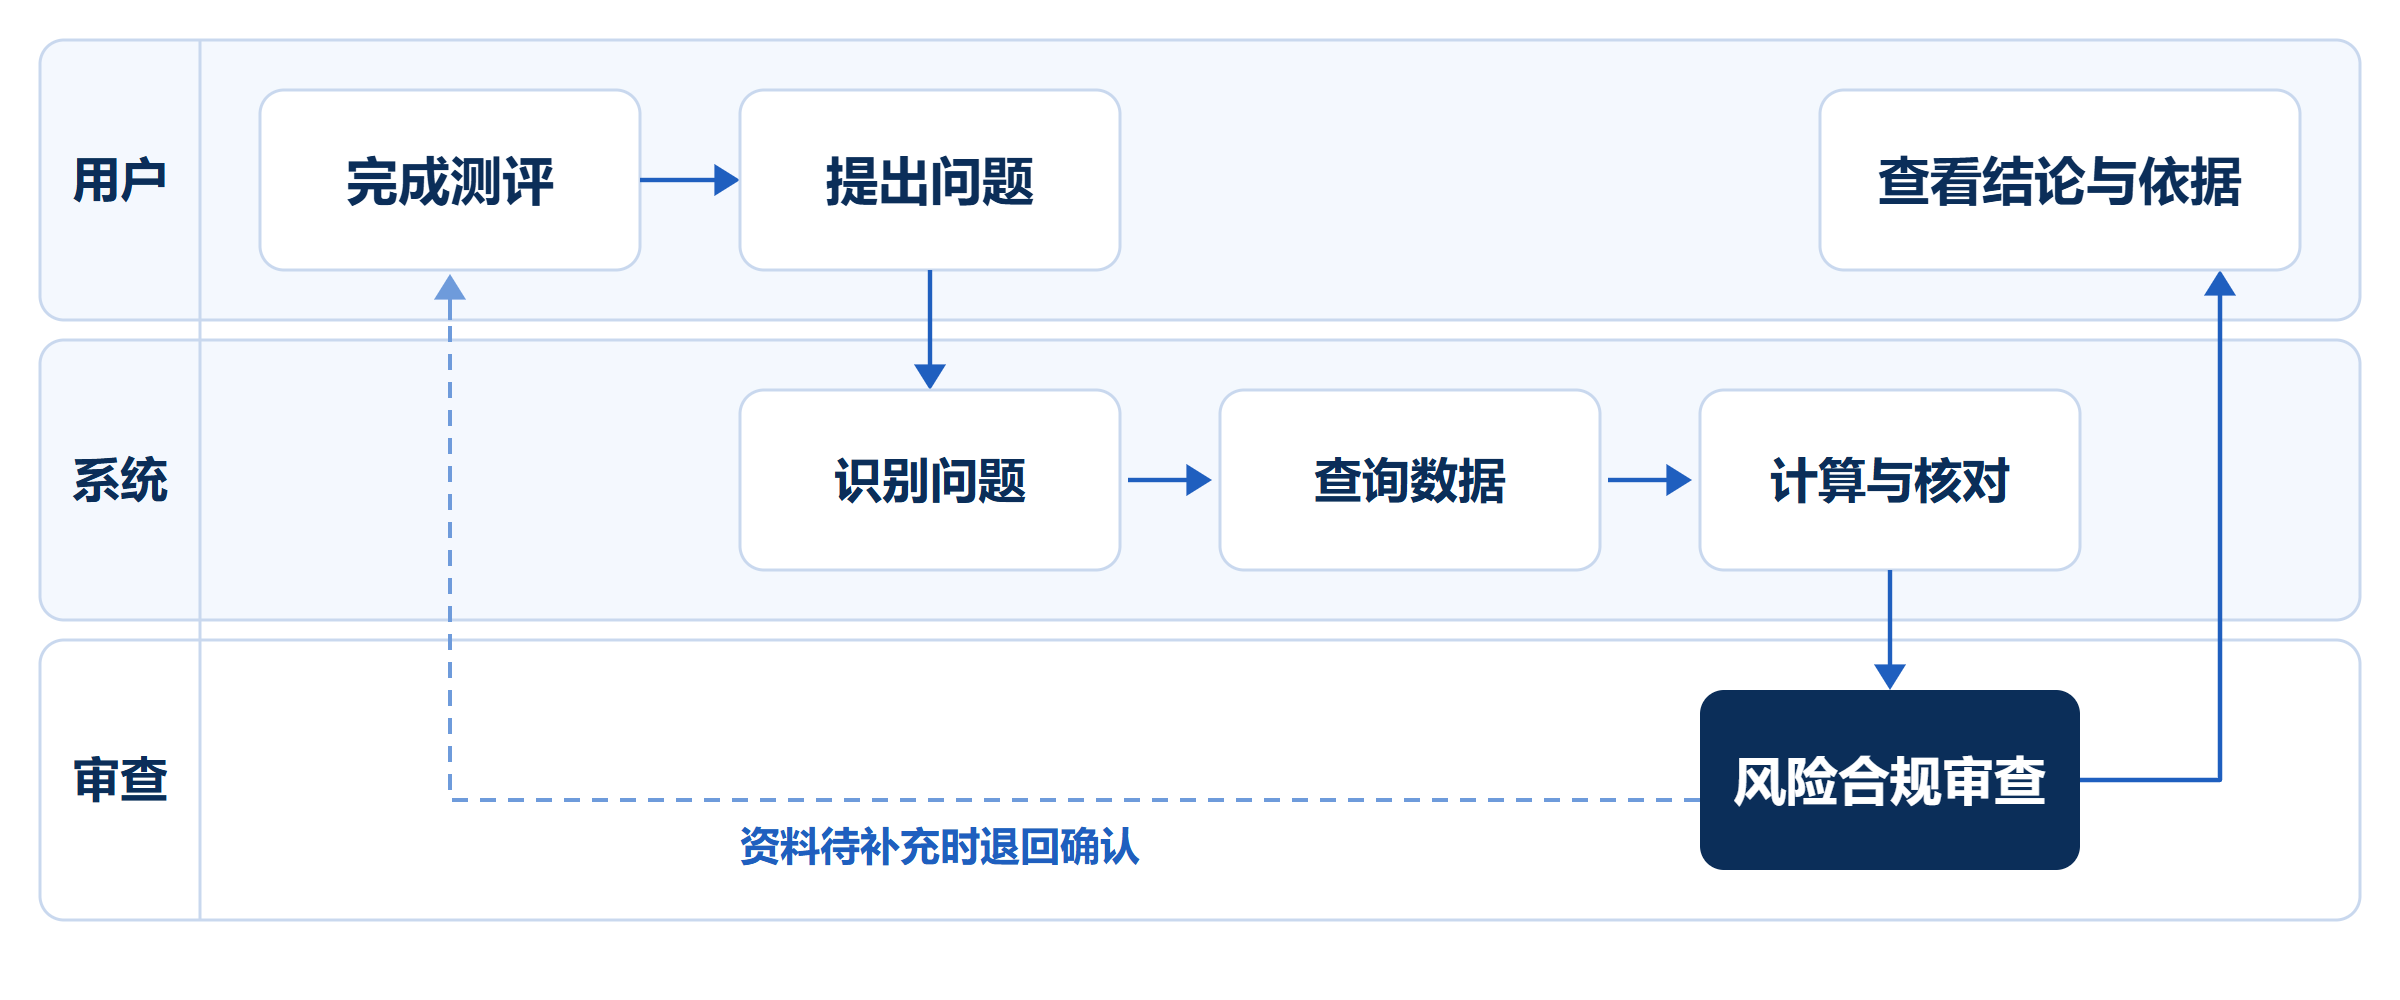 用户
完成测评
提出问题
查看结论与依据
系统
识别问题
查询数据
计算与核对
审查
风险合规审查
资料待补充时退回确认